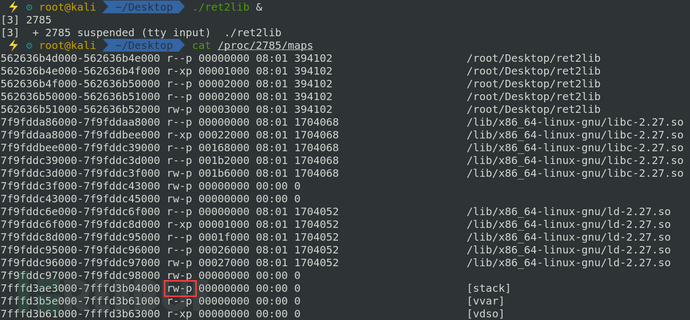 root@kali ~/Desktop ./ret2lib &
[3] 2785
[3]  + 2785 suspended (tty input)  ./ret2lib
root@kali ~/Desktop cat /proc/2785/maps
562636b4d000-562636b4e000 r--p 00000000 08:01 394102 /root/Desktop/ret2lib
562636b4e000-562636b4f000 r-xp 00001000 08:01 394102 /root/Desktop/ret2lib
562636b4f000-562636b50000 r--p 00002000 08:01 394102 /root/Desktop/ret2lib
562636b50000-562636b51000 r--p 00002000 08:01 394102 /root/Desktop/ret2lib
562636b51000-562636b52000 rw-p 00003000 08:01 394102 /root/Desktop/ret2lib
7f9fdda86000-7f9fddaa8000 r--p 00000000 08:01 1704068 /lib/x86_64-linux-gnu/libc-2.27.so
7f9fddaa8000-7f9fddbee000 r-xp 00022000 08:01 1704068 /lib/x86_64-linux-gnu/libc-2.27.so
7f9fddbee000-7f9fddc39000 r--p 00168000 08:01 1704068 /lib/x86_64-linux-gnu/libc-2.27.so
7f9fddc39000-7f9fddc3d000 r--p 001b2000 08:01 1704068 /lib/x86_64-linux-gnu/libc-2.27.so
7f9fddc3d000-7f9fddc3f000 rw-p 001b6000 08:01 1704068 /lib/x86_64-linux-gnu/libc-2.27.so
7f9fddc3f000-7f9fddc43000 rw-p 00000000 00:00 0
7f9fddc43000-7f9fddc45000 rw-p 00000000 00:00 0
7f9fddc6e000-7f9fddc6f000 r--p 00000000 08:01 1704052 /lib/x86_64-linux-gnu/ld-2.27.so
7f9fddc6f000-7f9fddc8d000 r-xp 00001000 08:01 1704052 /lib/x86_64-linux-gnu/ld-2.27.so
7f9fddc8d000-7f9fddc95000 r--p 0001f000 08:01 1704052 /lib/x86_64-linux-gnu/ld-2.27.so
7f9fddc95000-7f9fddc96000 r--p 00026000 08:01 1704052 /lib/x86_64-linux-gnu/ld-2.27.so
7f9fddc96000-7f9fddc97000 rw-p 00027000 08:01 1704052 /lib/x86_64-linux-gnu/ld-2.27.so
7f9fddc97000-7f9fddc98000 rw-p 00000000 00:00 0
7fffd3ae3000-7fffd3b04000 rw-p 00000000 00:00 0 [stack]
7fffd3b5e000-7fffd3b61000 r--p 00000000 00:00 0 [vvar]
7fffd3b61000-7fffd3b63000 r-xp 00000000 00:00 0 [vdso]